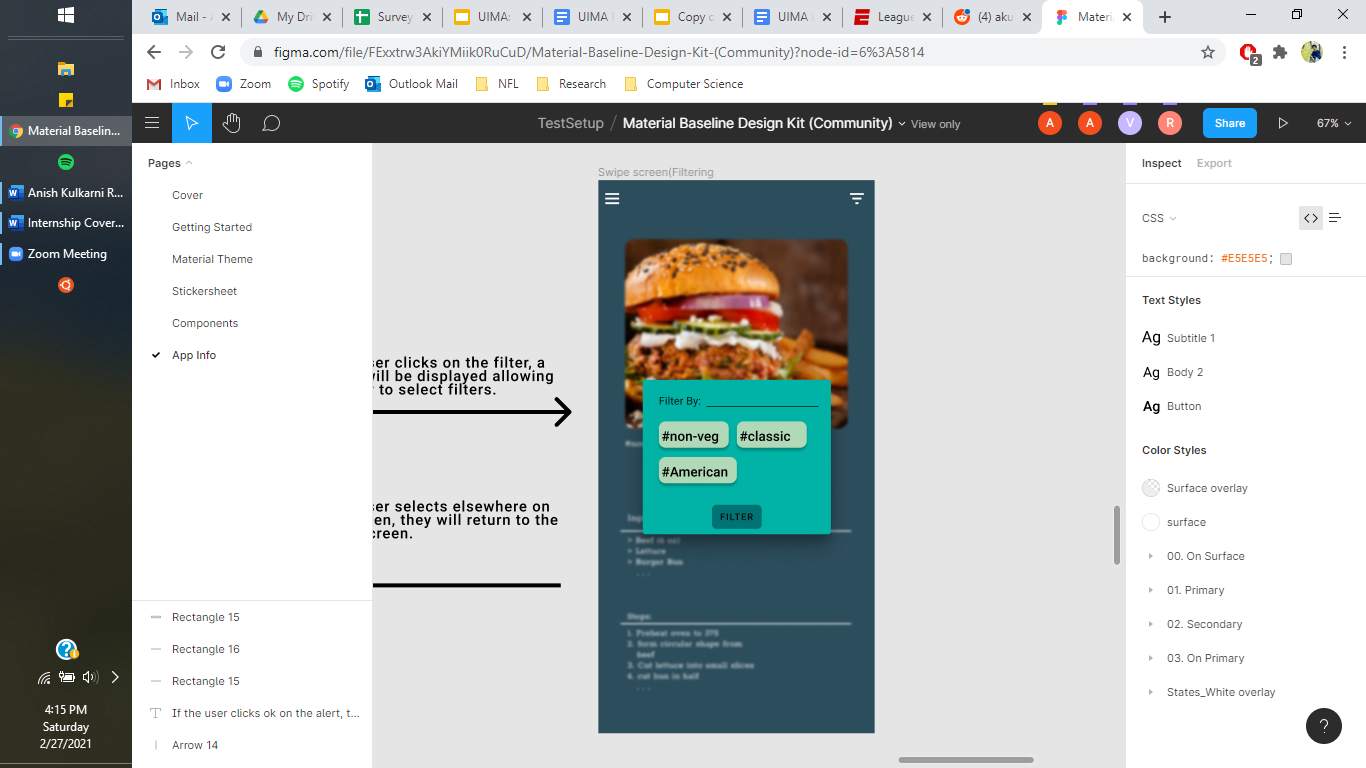 Mail - A
My Dri
Survey
UIMA:
UIMA I
Copy c
UIMA (
League
(4) aku
Materi
figma.com/file/FExxtrw3AkiYMiik0RuCuD/Material-Baseline-Design-Kit-(Community)?node-id=6%3A5814
2
Inbox
Zoom
Spotify
Outlook Mail
NFL
Research
Computer Science
Material Baselin...
Anish Kulkarni R...
Internship Cover...
Zoom Meeting
4:15 PM
Saturday
2/27/2021
TestSetup / Material Baseline Design Kit (Community)
View only
A
A
V
R
Share
67%
Pages
Cover
Getting Started
Material Theme
Stickersheet
Components
App Info
Rectangle 15
Rectangle 16
Rectangle 15
If the user clicks ok on the alert, t...
Arrow 14
ser clicks on the filter, a
will be displayed allowing
to select filters.
ser selects elsewhere on
en, they will return to the
creen.
Swipe screen(Filtering
Filter By:
#non-veg
#classic
#American
FILTER
> Beef (6 oz)
> Lettuce
> Burger Bun
. . .
Steps:
1. Preheat oven to 375
2. form circular shape from
beef
3. Cut lettuce into small slices
4. cut bun in half
. . .
Inspect
Export
CSS
background: #E5E5E5;
Text Styles
Ag Subtitle 1
Ag Body 2
Ag Button
Color Styles
Surface overlay
surface
00. On Surface
01. Primary
02. Secondary
03. On Primary
States_White overlay
?